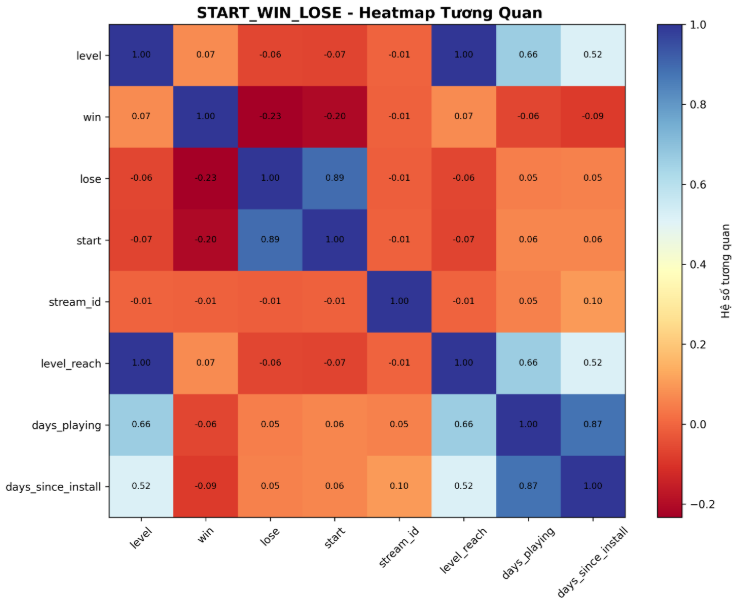 START_WIN_LOSE - Heatmap Tương Quan
level 1.00 0.07 -0.06 -0.07 -0.01 1.00 0.66 0.52
win 0.07 1.00 -0.23 -0.20 -0.01 0.07 -0.06 -0.09
lose -0.06 -0.23 1.00 0.89 -0.01 -0.06 0.05 0.05
start -0.07 -0.20 0.89 1.00 -0.01 -0.07 0.06 0.06
stream_id -0.01 -0.01 -0.01 -0.01 1.00 -0.01 0.05 0.10
level_reach 1.00 0.07 -0.06 -0.07 -0.01 1.00 0.66 0.52
days_playing 0.66 -0.06 0.05 0.06 0.05 0.66 1.00 0.87
days_since_install 0.52 -0.09 0.05 0.06 0.10 0.52 0.87 1.00
level win lose start stream_id level_reach days_playing days_since_install
1.0
0.8
0.6
0.4
0.2
0.0
−0.2
Hệ số tương quan